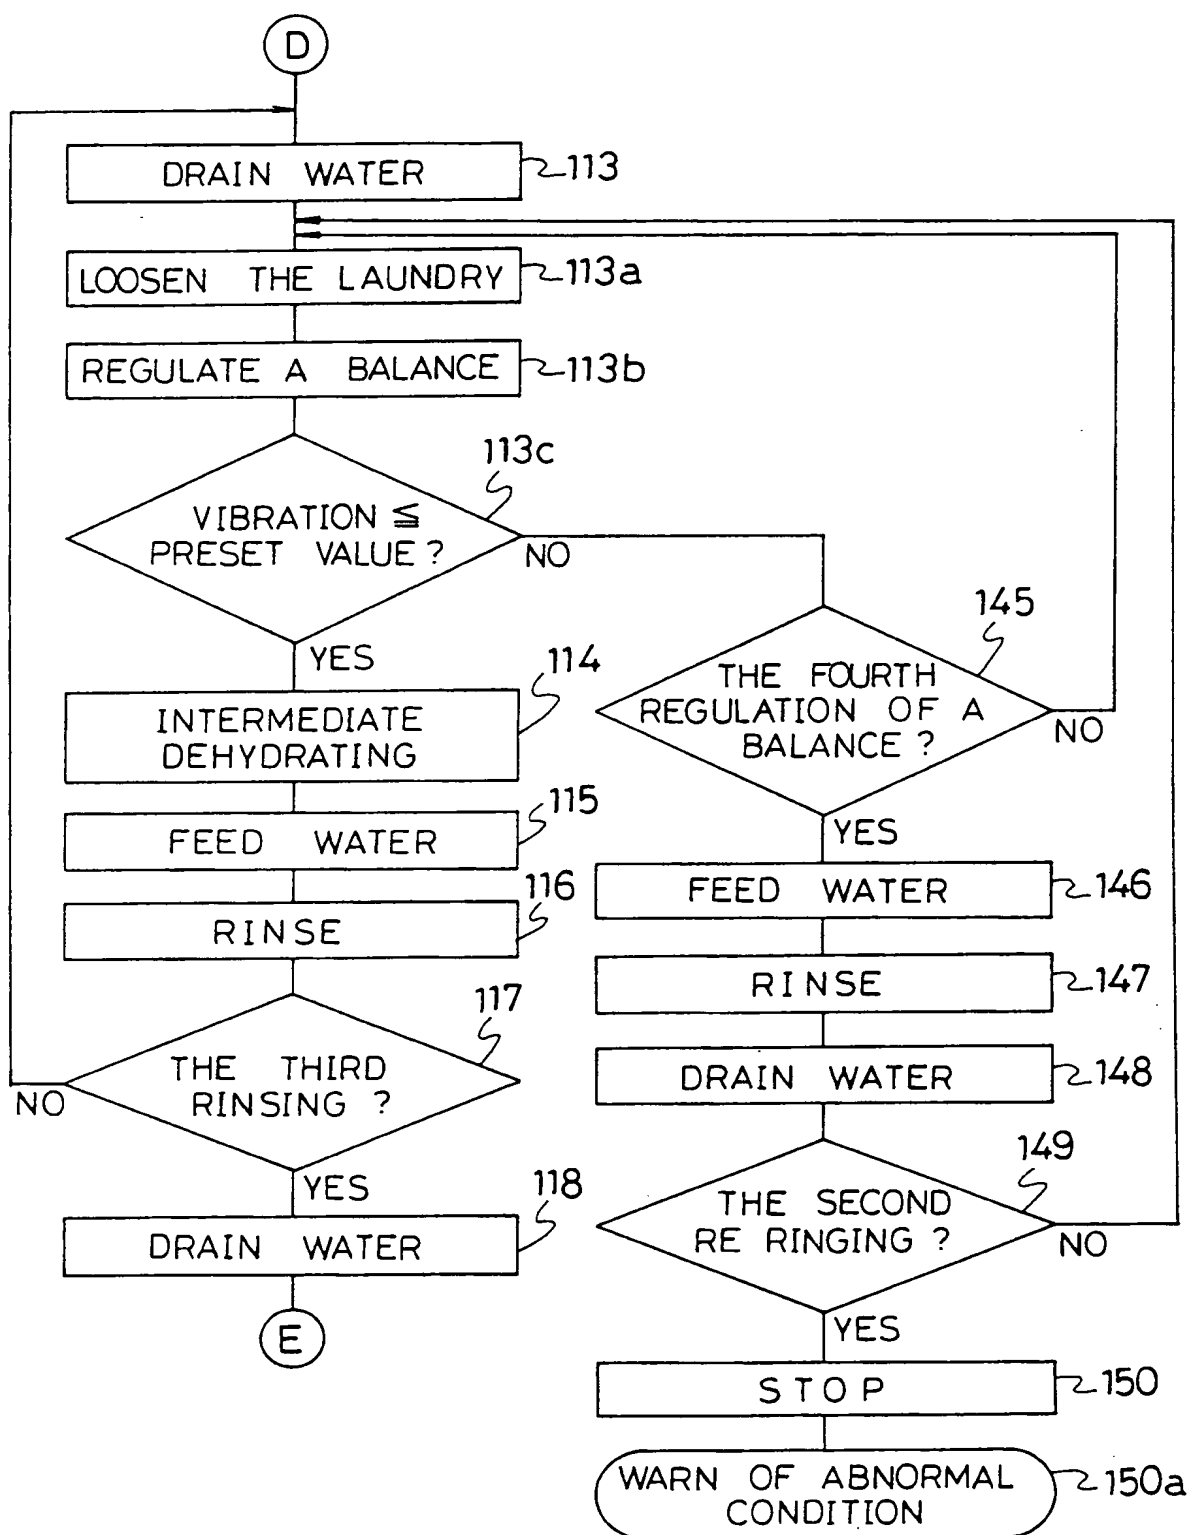 D
DRAIN WATER
113
LOOSEN THE LAUNDRY
113a
REGULATE A BALANCE
113b
113c
VIBRATION ≦
PRESET VALUE?
NO
YES
114
INTERMEDIATE
DEHYDRATING
115
FEED WATER
116
RINSE
117
THE THIRD
RINSING ?
NO
YES
118
DRAIN WATER
E
145
THE FOURTH
REGULATION OF A
BALANCE ?
NO
YES
FEED WATER
146
RINSE
147
DRAIN WATER
148
149
THE SECOND
RE RINGING ?
NO
YES
STOP
150
WARN OF ABNORMAL
CONDITION
150a